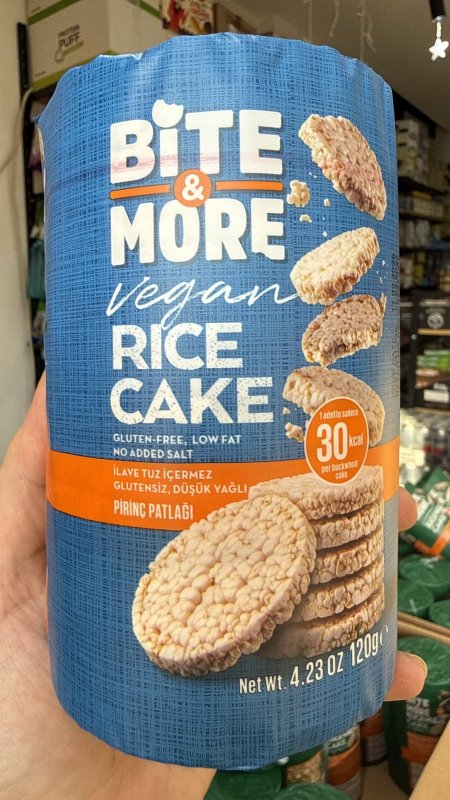 BiTE
&
MORE
vegan
RICE
CAKE
GLUTEN-FREE, LOW FAT
NO ADDED SALT
İLAVE TUZ İÇERMEZ
GLUTENSİZ, DÜŞÜK YAĞLI
PİRİNÇ PATLAĞI
1 adette sadece
30 kcal
per buckwheat
cake
Net Wt. 4.23 OZ 120g e